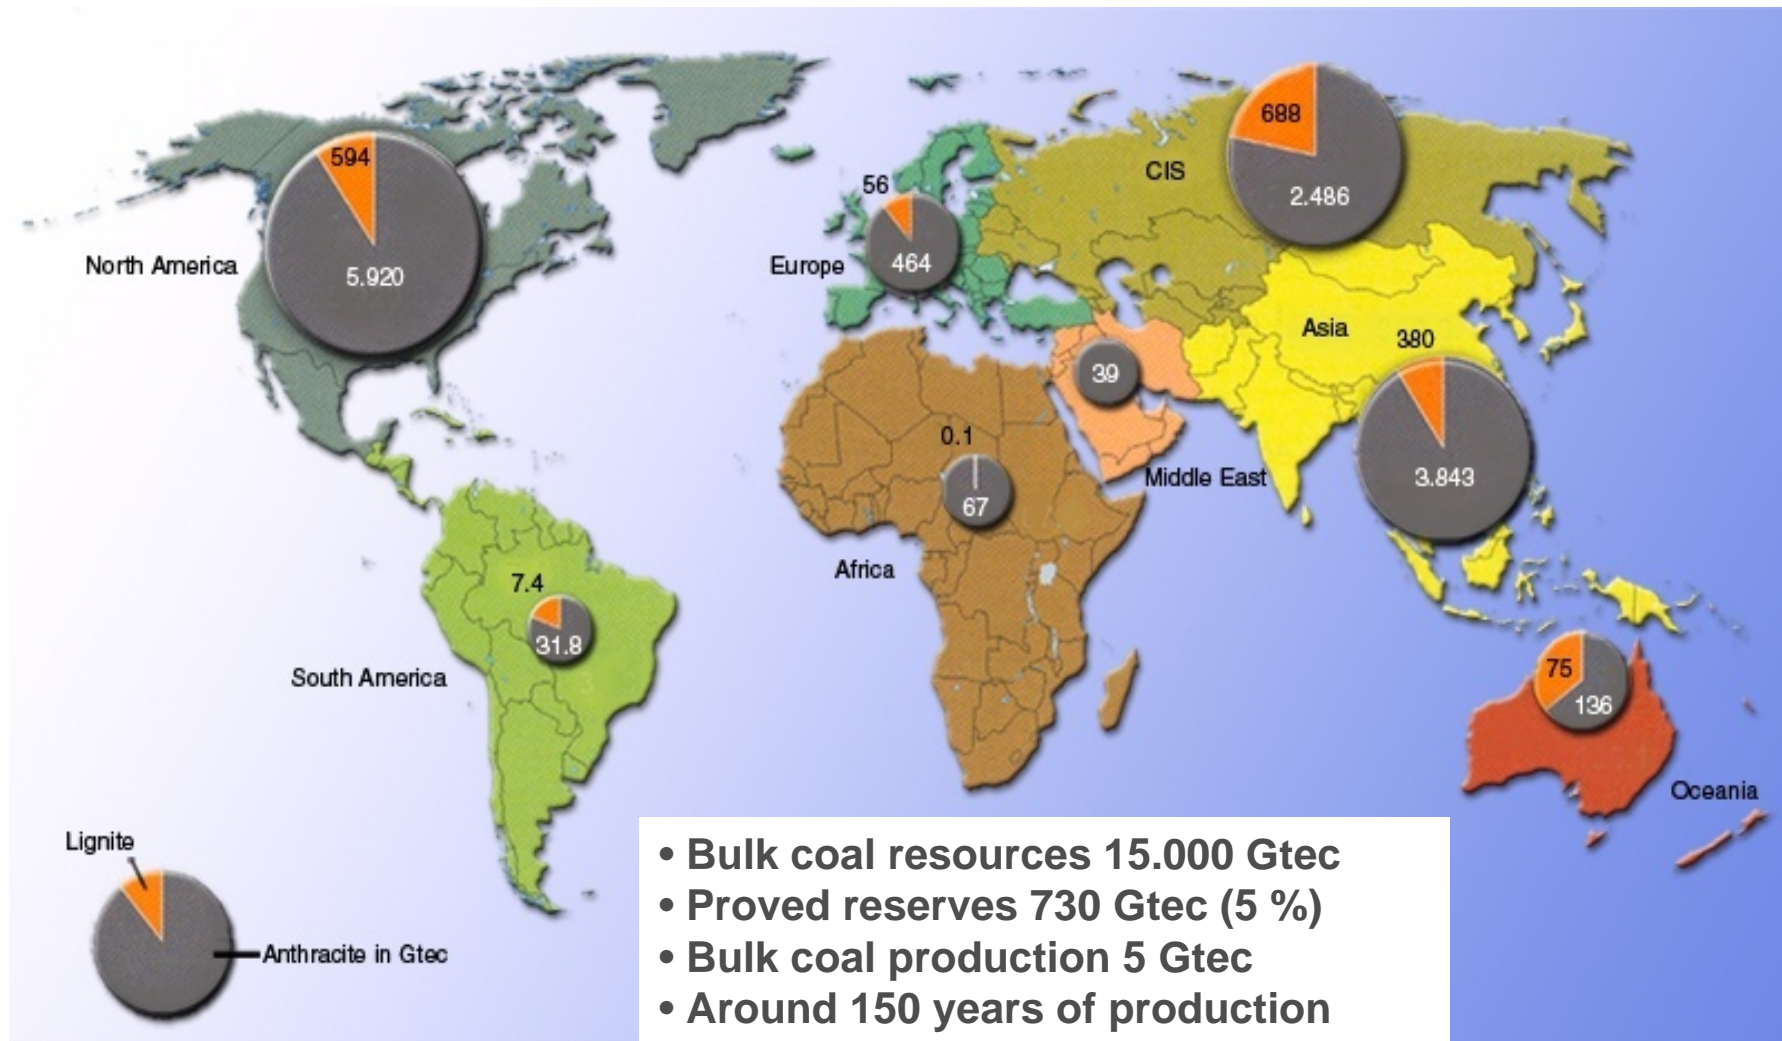 594
5.920
North America
56
464
Europe
CIS
688
2.486
Asia
380
3.843
39
Middle East
0.1
67
Africa
7.4
31.8
South America
75
136
Oceania
Lignite
Anthracite in Gtec
• Bulk coal resources 15.000 Gtec
• Proved reserves 730 Gtec (5 %)
• Bulk coal production 5 Gtec
• Around 150 years of production